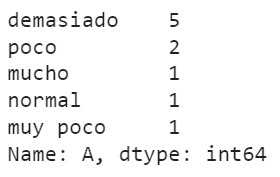 demasiado 5
poco 2
mucho 1
normal 1
muy poco 1
Name: A, dtype: int64